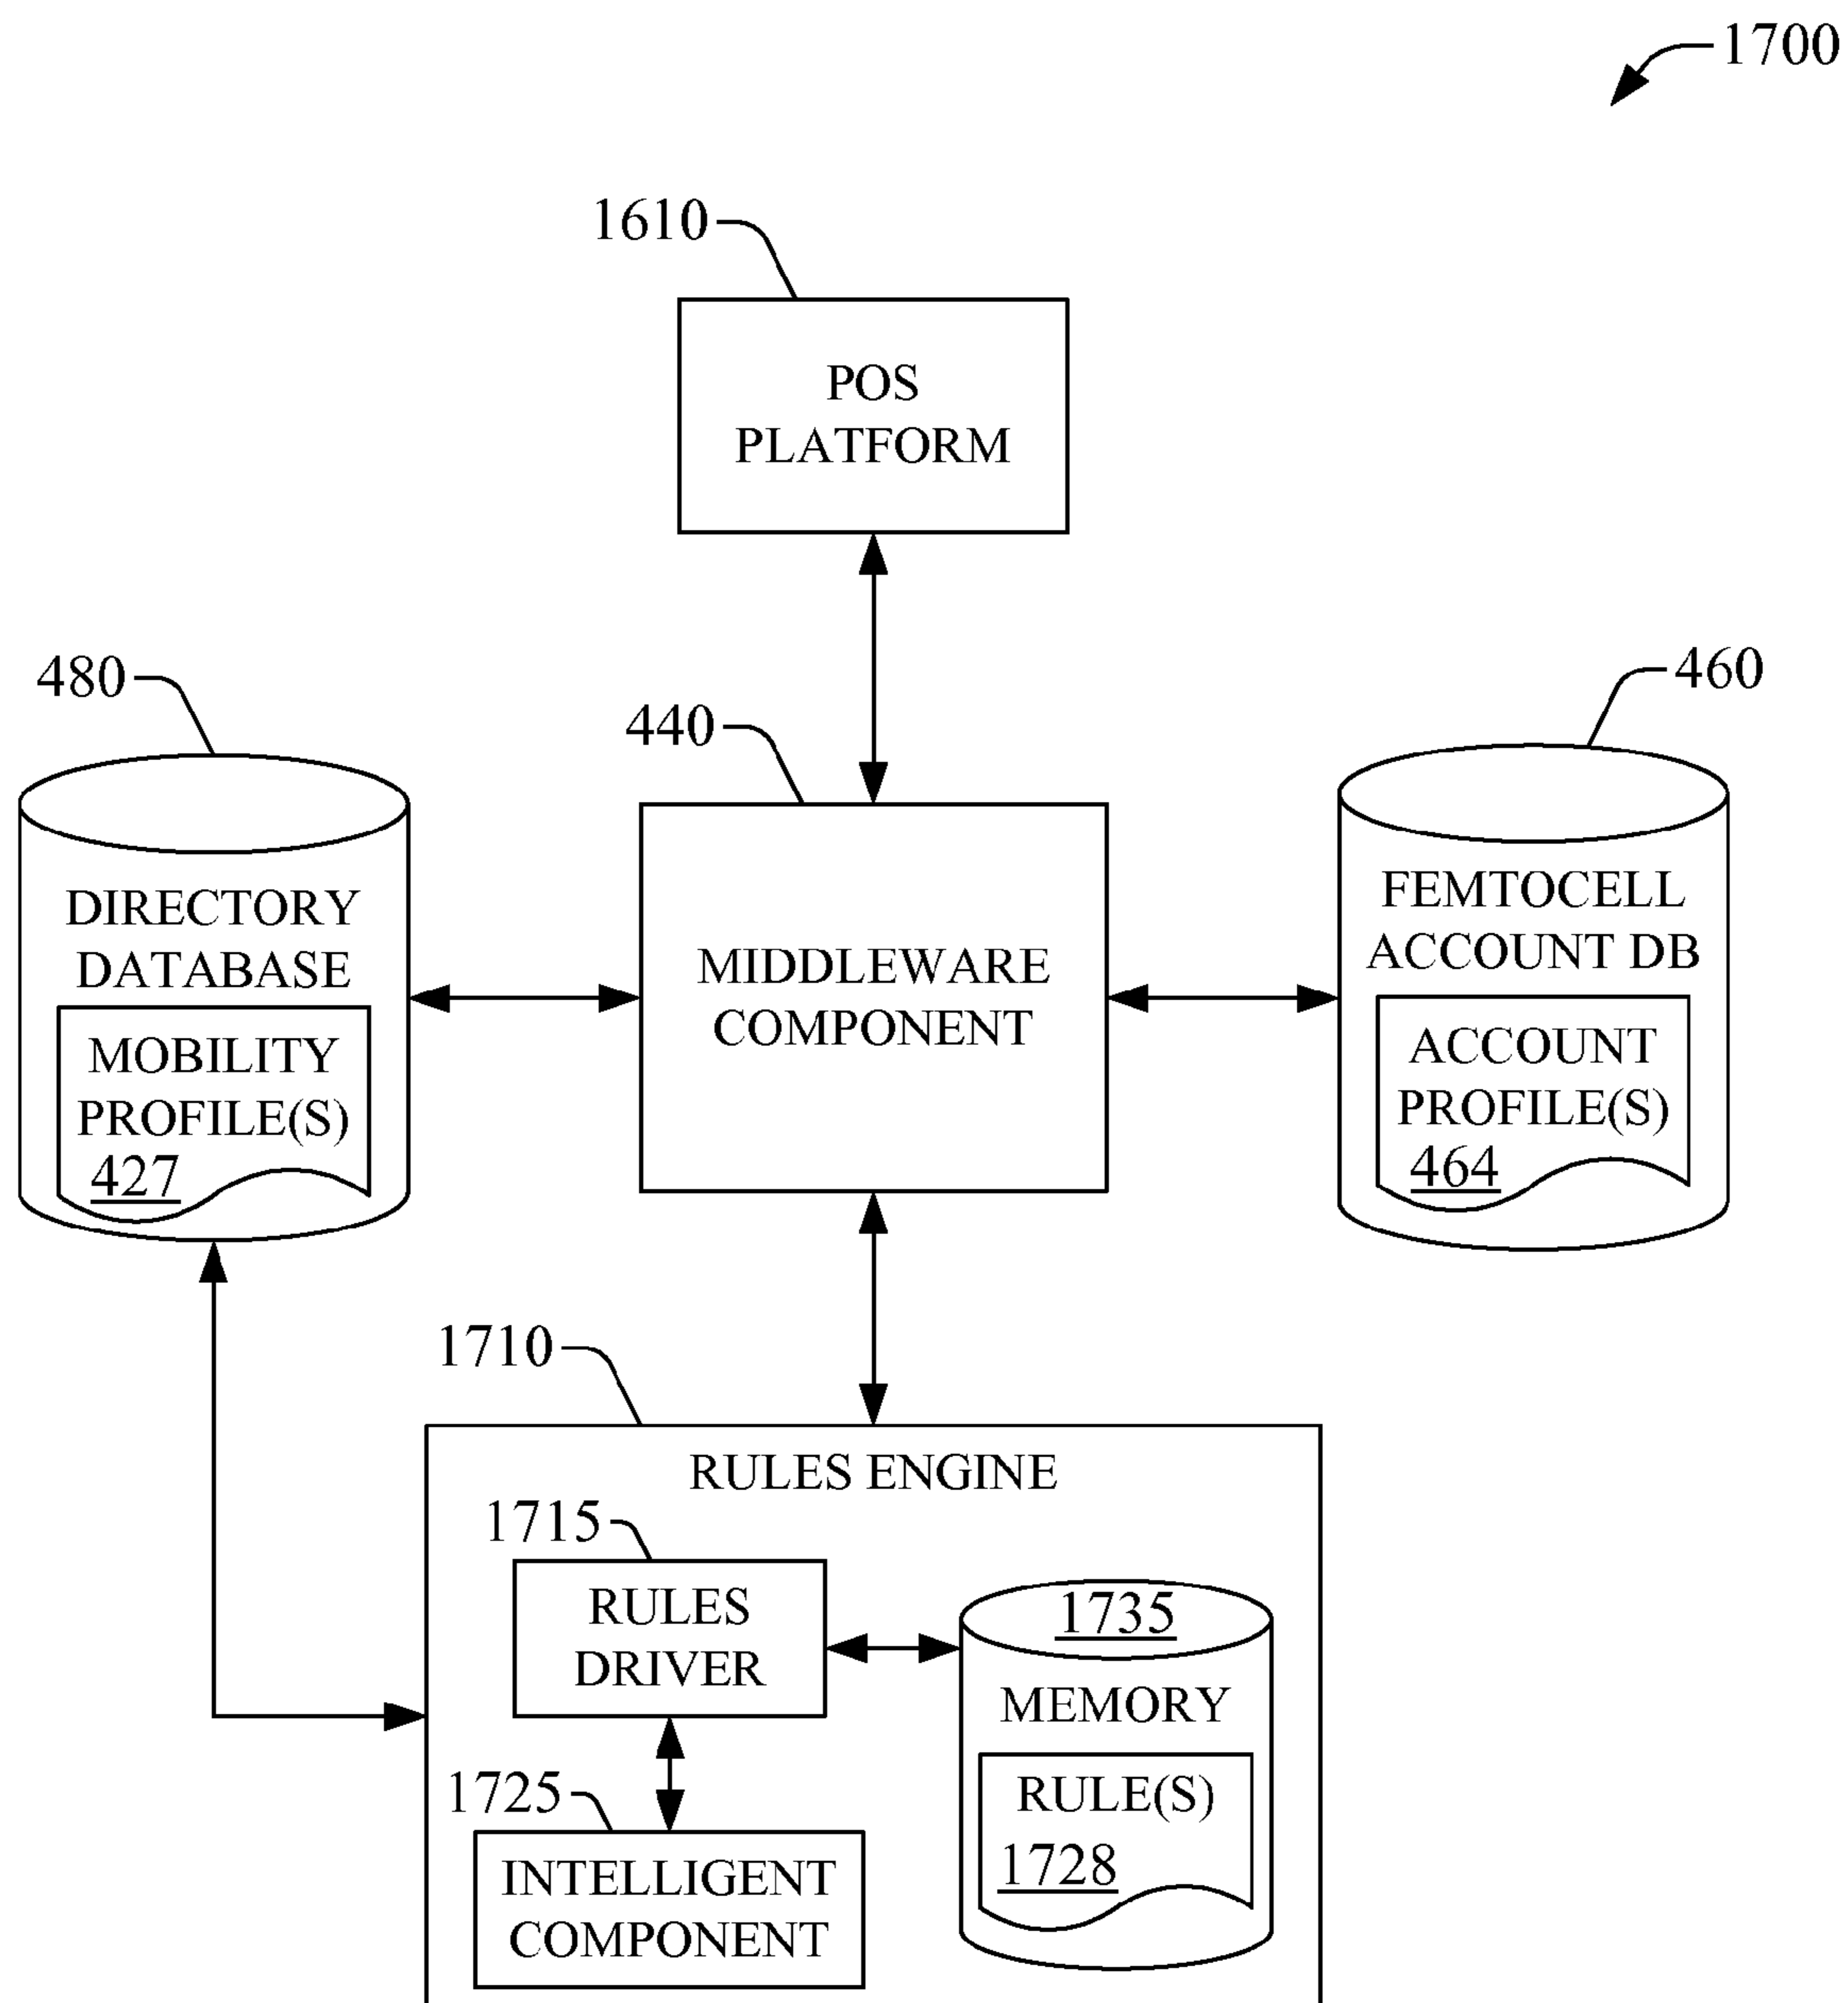 1700
1610
POS
PLATFORM
480
440
460
DIRECTORY
DATABASE
MOBILITY
PROFILE(S)
427
MIDDLEWARE
COMPONENT
FEMTOCELL
ACCOUNT DB
ACCOUNT
PROFILE(S)
464
1710
RULES ENGINE
1715
RULES
DRIVER
1735
MEMORY
RULE(S)
1728
1725
INTELLIGENT
COMPONENT